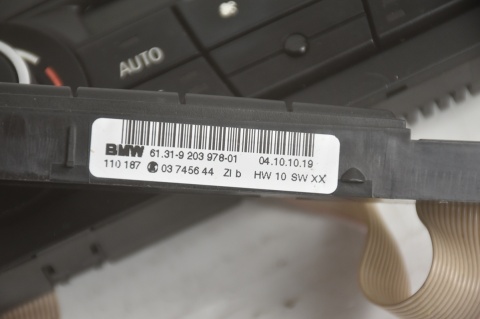 AUTO
BMW 61.31-9 203 978-01 04.10.10.19
110 187 03 7456 44 ZI b HW 10 SW XX